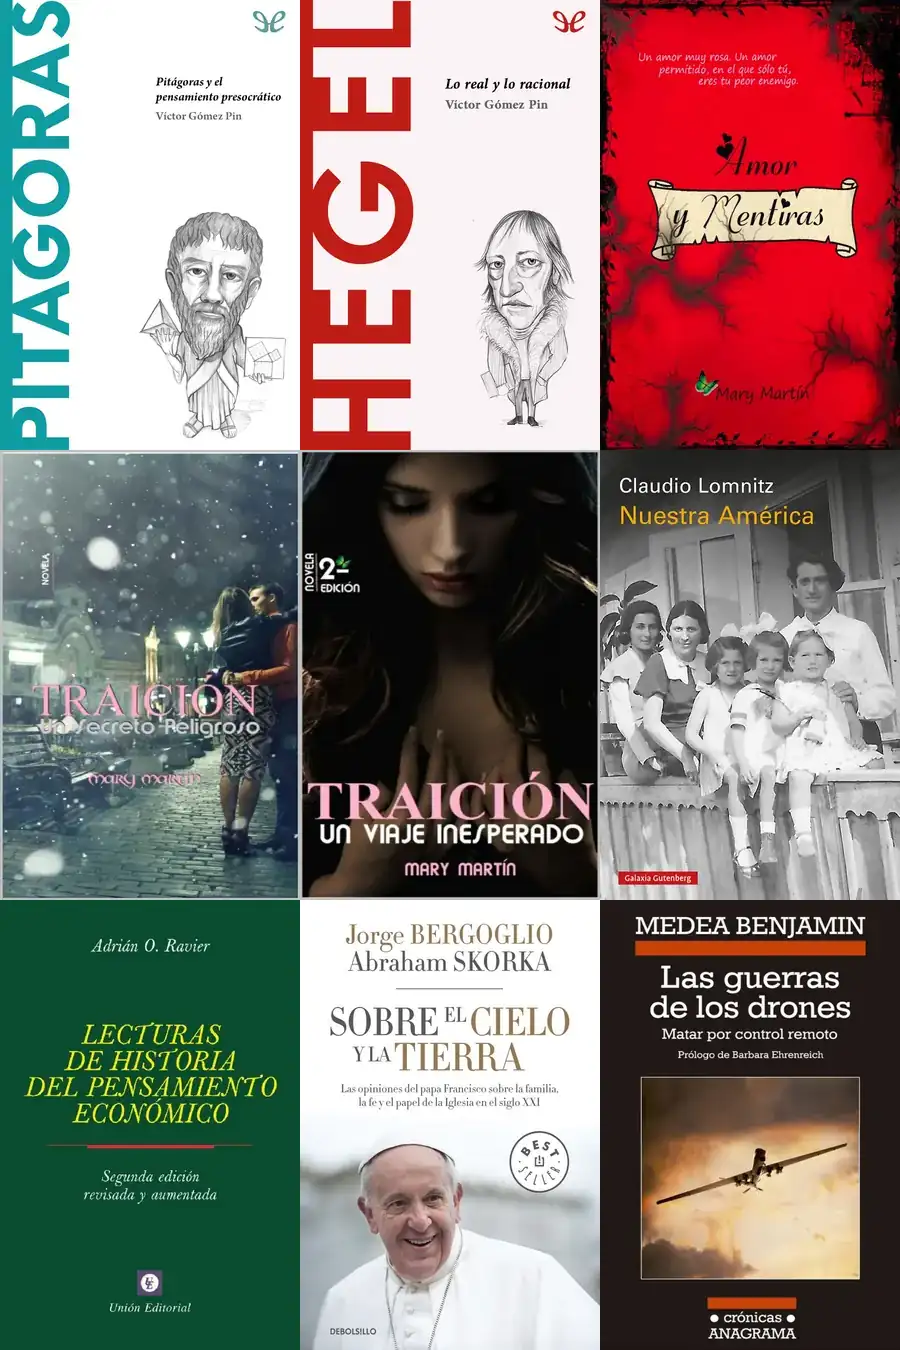 PITAGORAS
Pitágoras y el
pensamiento presocrático
Víctor Gómez Pin
HEGEL
Lo real y lo racional
Víctor Gómez Pin
Un amor muy rosa. Un amor
permitido, en el que sólo tú,
eres tu peor enemigo.
Amor
y Mentiras
Mary Martín
NOVELA
TRAICIÓN
Un Secreto Religioso
MARY MARTÍN
NOVELA
2ª
EDICIÓN
TRAICIÓN
UN VIAJE INESPERADO
MARY MARTÍN
Claudio Lomnitz
Nuestra América
Galaxia Gutenberg
Adrián O. Ravier
LECTURAS
DE HISTORIA
DEL PENSAMIENTO
ECONÓMICO
Segunda edición
revisada y aumentada
UE
Unión Editorial
Jorge BERGOGLIO
Abraham SKORKA
SOBRE EL CIELO
Y LA TIERRA
Las opiniones del papa Francisco sobre la familia,
la fe y el papel de la Iglesia en el siglo XXI
BEST
SELLER
DEBOLS!LLO
MEDEA BENJAMIN
Las guerras
de los drones
Matar por control remoto
Prólogo de Barbara Ehrenreich
crónicas
ANAGRAMA